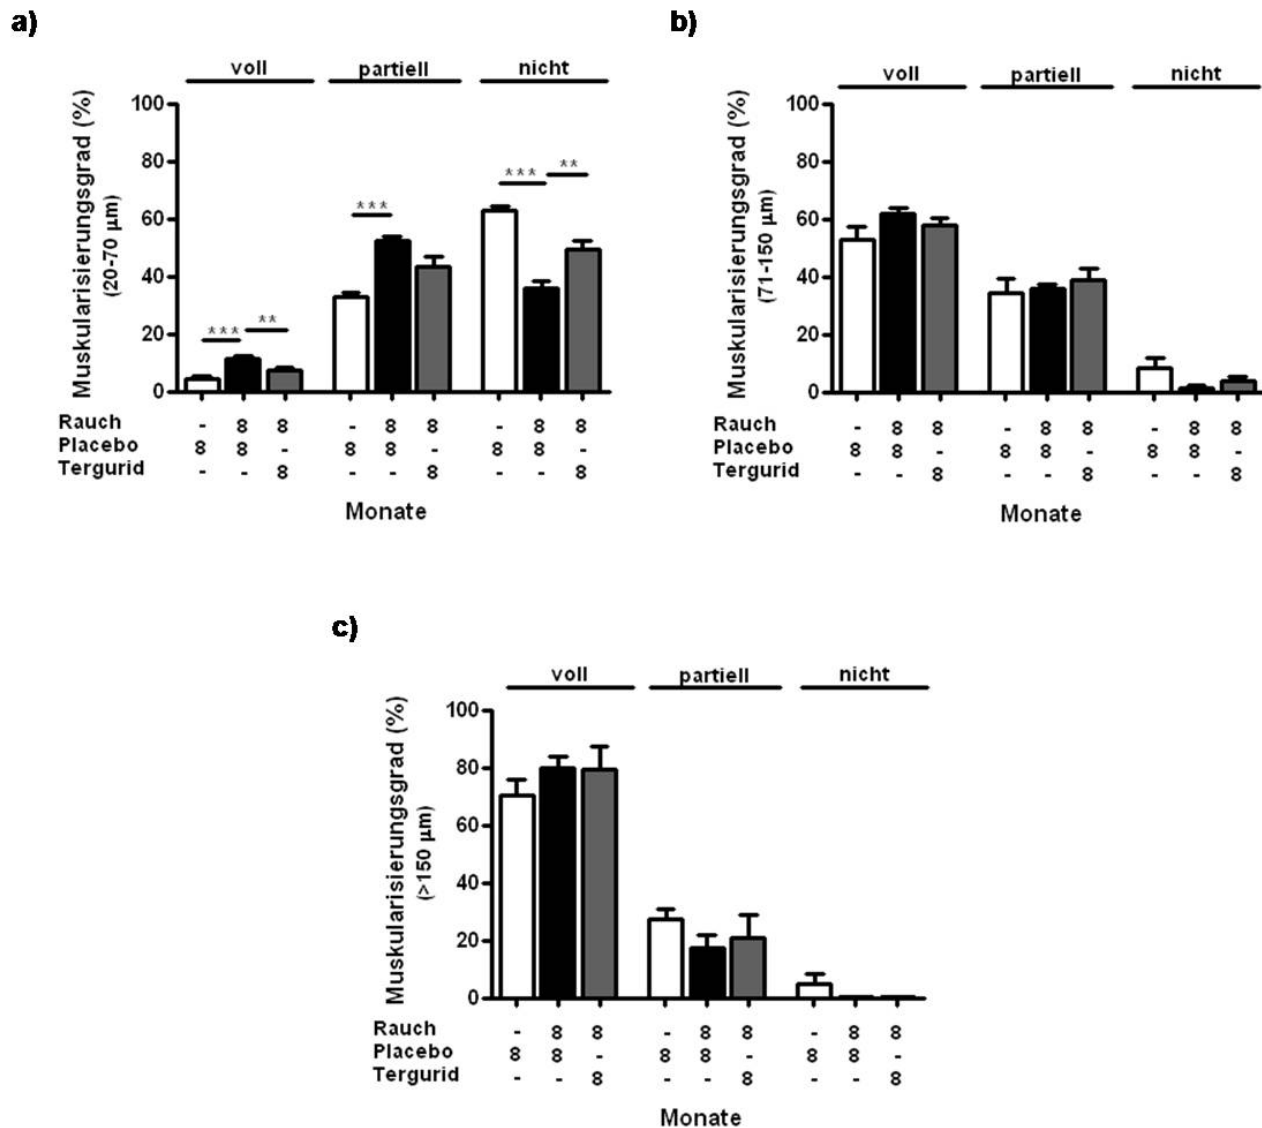 a)
voll partiell nicht
Muskularisierungsgrad (%)
(20-70 µm)
100
80
60
40
20
0
*** ** *** *** **
Rauch - 8 8 - 8 8 - 8 8
Placebo 8 8 - 8 8 - 8 8 -
Tergurid - - 8 - - 8 - - 8
Monate
b)
voll partiell nicht
Muskularisierungsgrad (%)
(71-150 µm)
100
80
60
40
20
0
Rauch - 8 8 - 8 8 - 8 8
Placebo 8 8 - 8 8 - 8 8 -
Tergurid - - 8 - - 8 - - 8
Monate
c)
voll partiell nicht
Muskularisierungsgrad (%)
(>150 µm)
100
80
60
40
20
0
Rauch - 8 8 - 8 8 - 8 8
Placebo 8 8 - 8 8 - 8 8 -
Tergurid - - 8 - - 8 - - 8
Monate